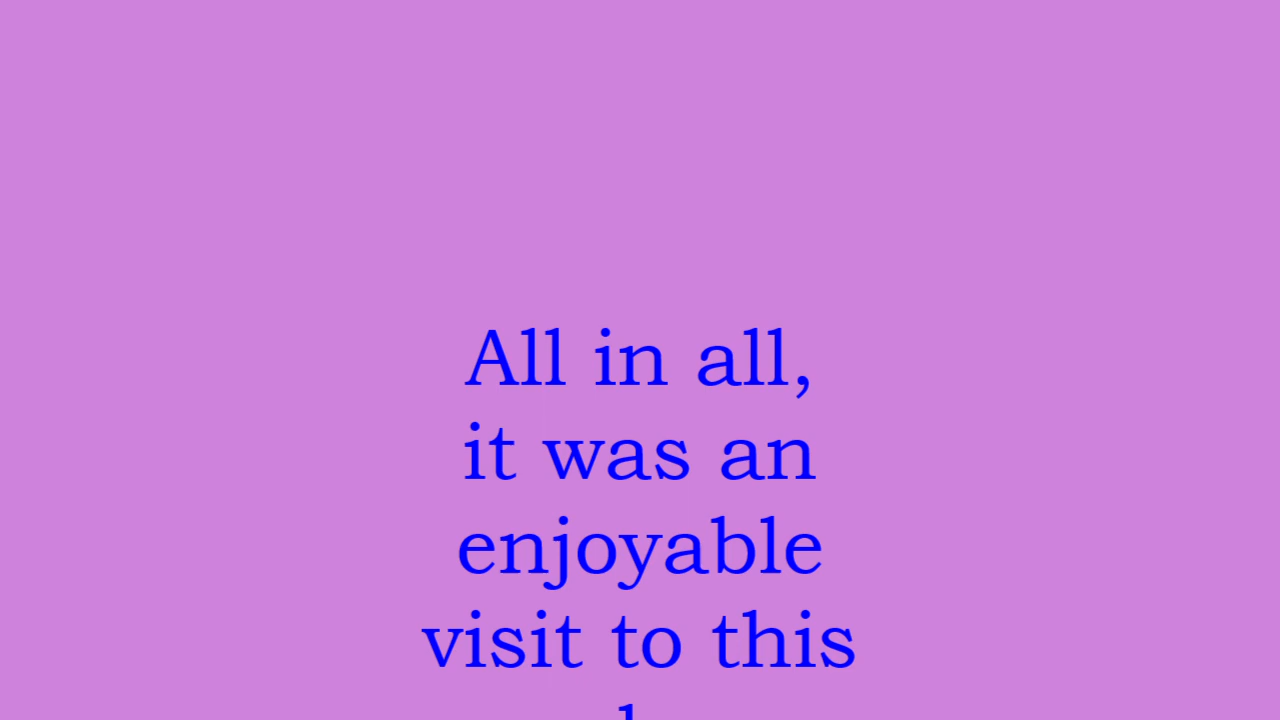 All in all,
it was an
enjoyable
visit to this